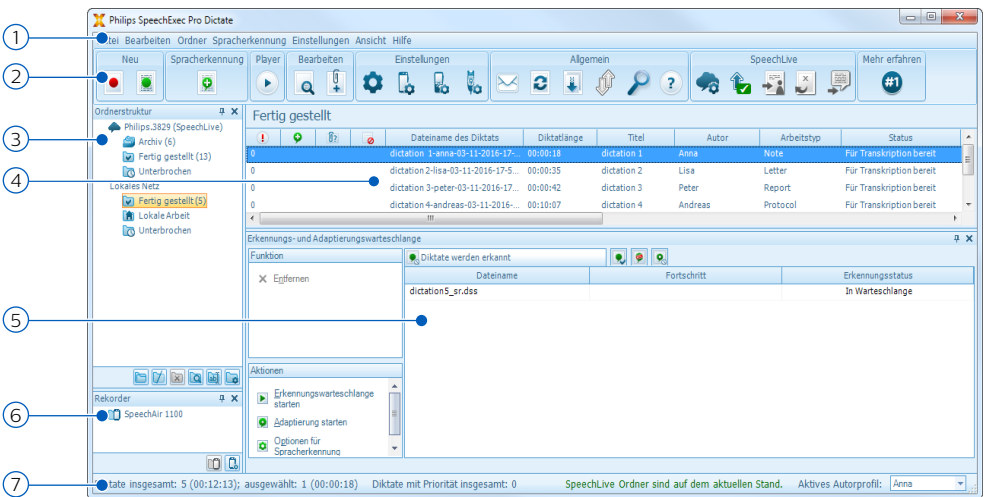 Philips SpeechExec Pro Dictate
1
Datei Bearbeiten Ordner Spracherkennung Einstellungen Ansicht Hilfe
2
Neu Spracherkennung Player Bearbeiten Einstellungen Allgemein SpeechLive Mehr erfahren
#1
Ordnerstruktur
Fertig gestellt
3
Philips.3829 (SpeechLive)
Archiv (6)
Fertig gestellt (13)
Unterbrochen
Lokales Netz
Fertig gestellt (5)
Lokale Arbeit
Unterbrochen
4
Dateiname des Diktats Diktatlänge Titel Autor Arbeitstyp Status
0 dictation 1-anna-03-11-2016-17-... 00:00:18 dictation 1 Anna Note Für Transkription bereit
0 dictation 2-lisa-03-11-2016-17-5... 00:00:35 dictation 2 Lisa Letter Für Transkription bereit
0 dictation 3-peter-03-11-2016-17... 00:00:42 dictation 3 Peter Report Für Transkription bereit
0 dictation 4-andreas-03-11-2016-... 00:10:07 dictation 4 Andreas Protocol Für Transkription bereit
Erkennungs- und Adaptierungswarteschlange
Funktion
Entfernen
Diktate werden erkannt
Dateiname Fortschritt Erkennungsstatus
dictation5_sr.dss In Warteschlange
5
Aktionen
Erkennungswarteschlange
starten
Adaptierung starten
Optionen für
Spracherkennung
Rekorder
6
SpeechAir 1100
7
Diktate insgesamt: 5 (00:12:13); ausgewählt: 1 (00:00:18) Diktate mit Priorität insgesamt: 0 SpeechLive Ordner sind auf dem aktuellen Stand. Aktives Autorprofil: Anna